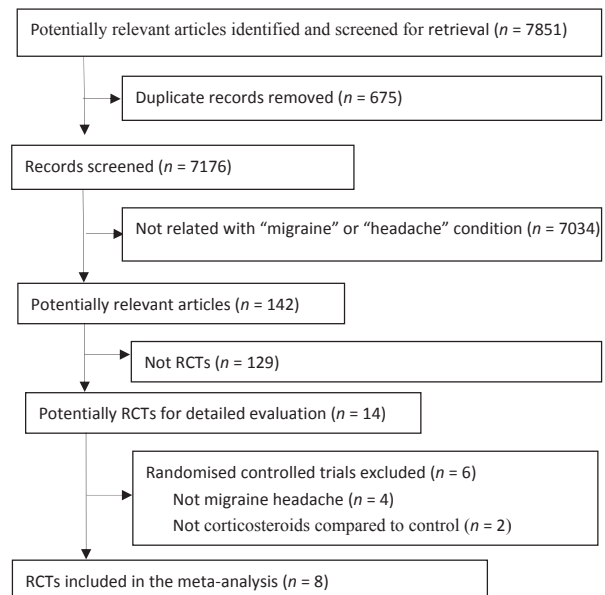 Potentially relevant articles identified and screened for retrieval (n = 7851)
Duplicate records removed (n = 675)
Records screened (n = 7176)
Not related with “migraine” or “headache” condition (n = 7034)
Potentially relevant articles (n = 142)
Not RCTs (n = 129)
Potentially RCTs for detailed evaluation (n = 14)
Randomised controlled trials excluded (n = 6)
Not migraine headache (n = 4)
Not corticosteroids compared to control (n = 2)
RCTs included in the meta-analysis (n = 8)